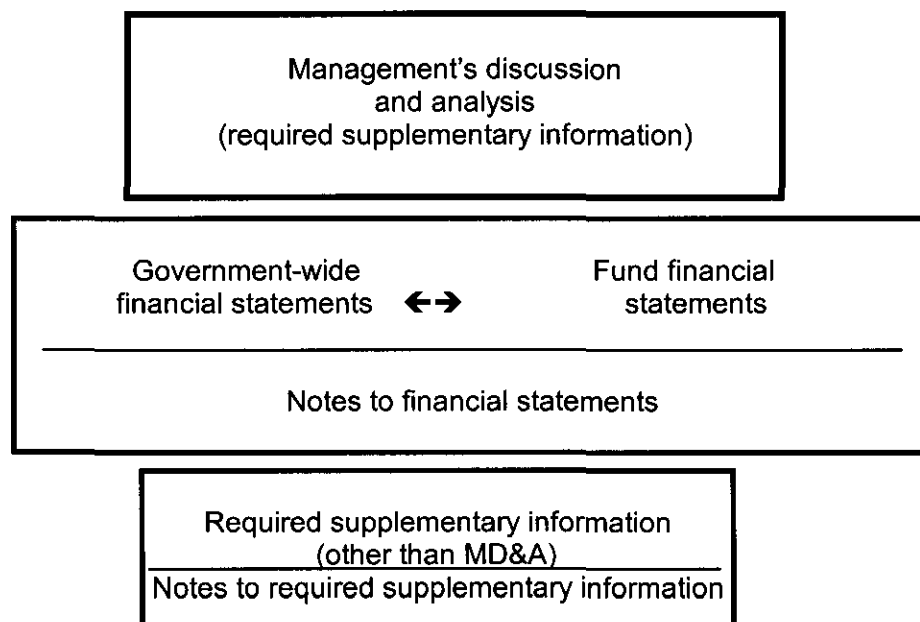 Management's discussion
and analysis
(required supplementary information)
Government-wide
financial statements
Fund financial
statements
Notes to financial statements
Required supplementary information
(other than MD&A)
Notes to required supplementary information